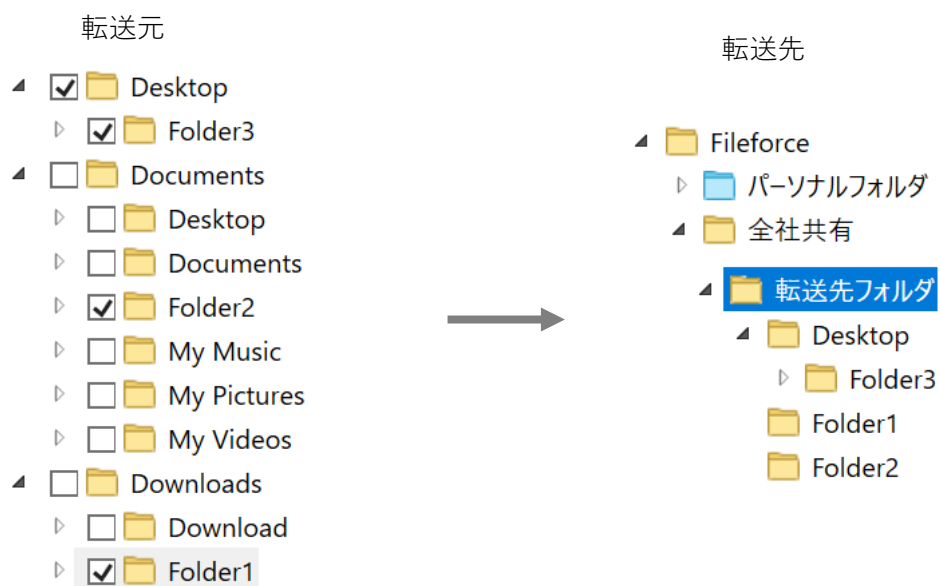 転送元
Desktop
Folder3
Documents
Desktop
Documents
Folder2
My Music
My Pictures
My Videos
Downloads
Download
Folder1
転送先
Fileforce
パーソナルフォルダ
全社共有
転送先フォルダ
Desktop
Folder3
Folder1
Folder2